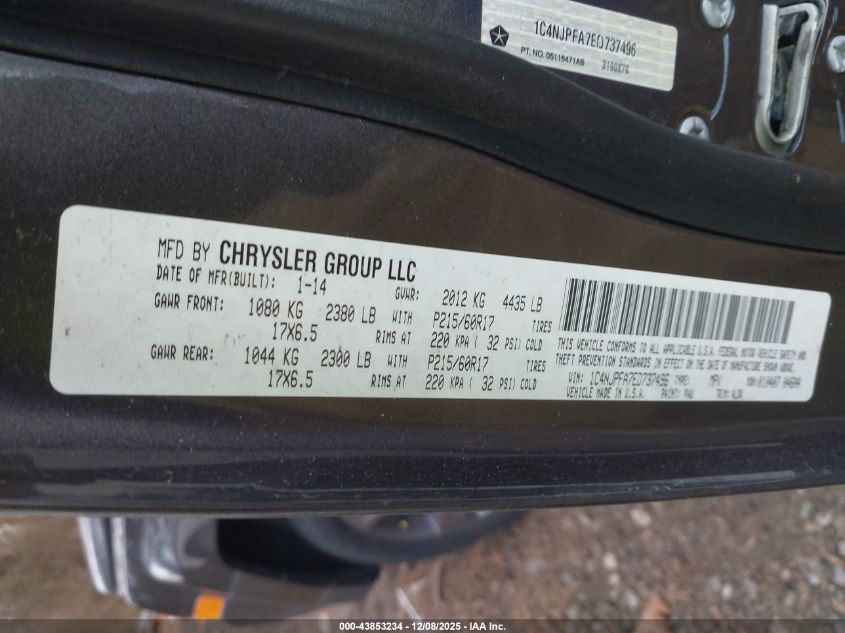 1C4NJPFA7ED737496
PT. NO. 05116471AB 3190870
MFD BY CHRYSLER GROUP LLC
DATE OF MFR(BUILT): 1-14 GVWR: 2012 KG 4435 LB
GAWR FRONT: 1080 KG 2380 LB WITH P215/60R17 TIRES
17X6.5 RIMS AT 220 KPA ( 32 PSI) COLD
GAWR REAR: 1044 KG 2300 LB WITH P215/60R17 TIRES
17X6.5 RIMS AT 220 KPA ( 32 PSI) COLD
THIS VEHICLE CONFORMS TO ALL APPLICABLE U.S.A. FEDERAL MOTOR VEHICLE SAFETY AND
THEFT PREVENTION STANDARDS IN EFFECT ON THE DATE OF MANUFACTURE SHOWN ABOVE.
VIN: 1C4NJPFA7ED737496 TYPE: MPV MDH:
VEHICLE MADE IN U.S.A. PAINT: PAU TRIM:
000-43853234 | 12/08/2025 - IAA Inc.